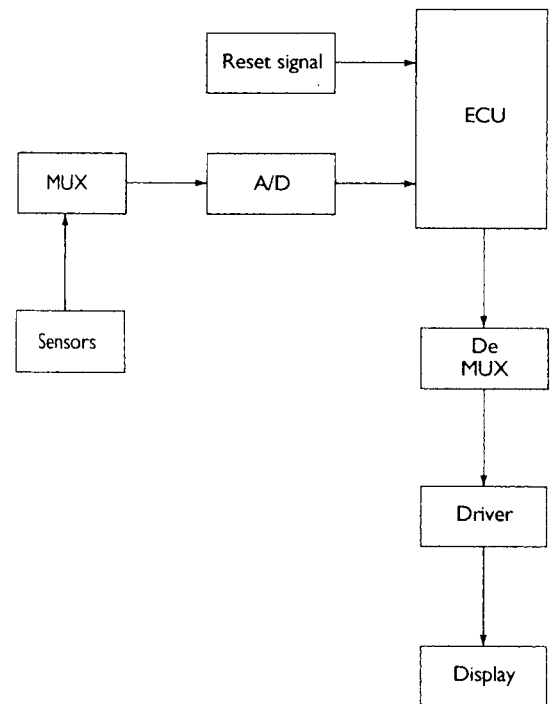 Reset signal
ECU
MUX
A/D
Sensors
De
MUX
Driver
Display